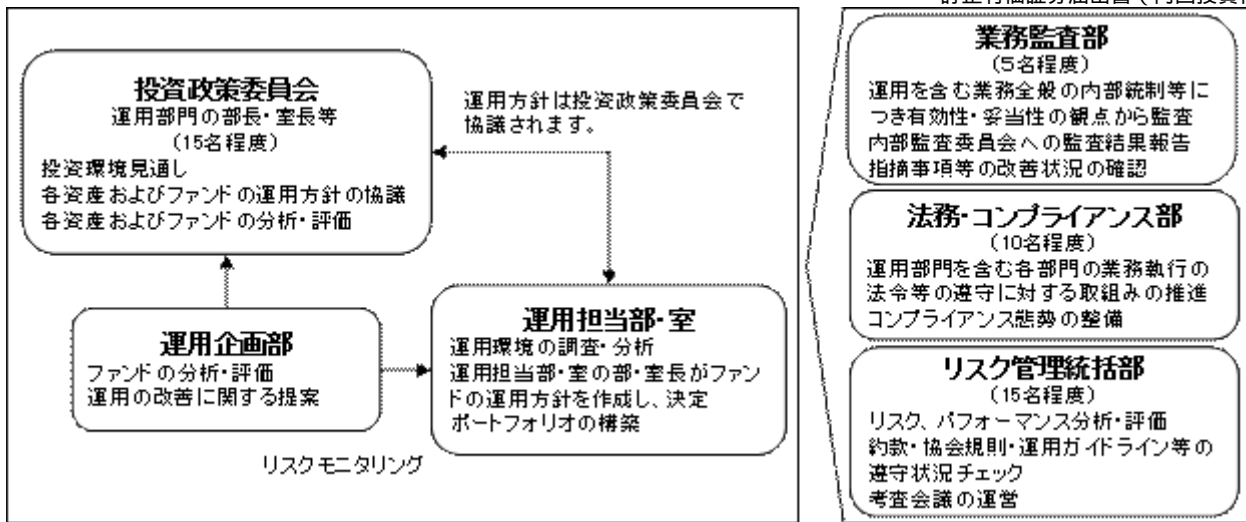 投資政策委員会
運用部門の部長・室長等
(15名程度)
投資環境見通し
各資産およびファンドの運用方針の協議
各資産およびファンドの分析・評価
運用方針は投資政策委員会で
協議されます。
運用企画部
ファンドの分析・評価
運用の改善に関する提案
運用担当部・室
運用環境の調査・分析
運用担当部・室の部・室長がファン
ドの運用方針を作成し、決定
ポートフォリオの構築
リスクモニタリング
業務監査部
(5名程度)
運用を含む業務全般の内部統制等に
つき有効性・妥当性の観点から監査
内部監査委員会への監査結果報告
指摘事項等の改善状況の確認
法務・コンプライアンス部
(10名程度)
運用部門を含む各部門の業務執行の
法令等の遵守に対する取組みの推進
コンプライアンス態勢の整備
リスク管理統括部
(15名程度)
リスク、パフォーマンス分析・評価
約款・協会規則・運用ガイドライン等の
遵守状況チェック
考査会議の運営